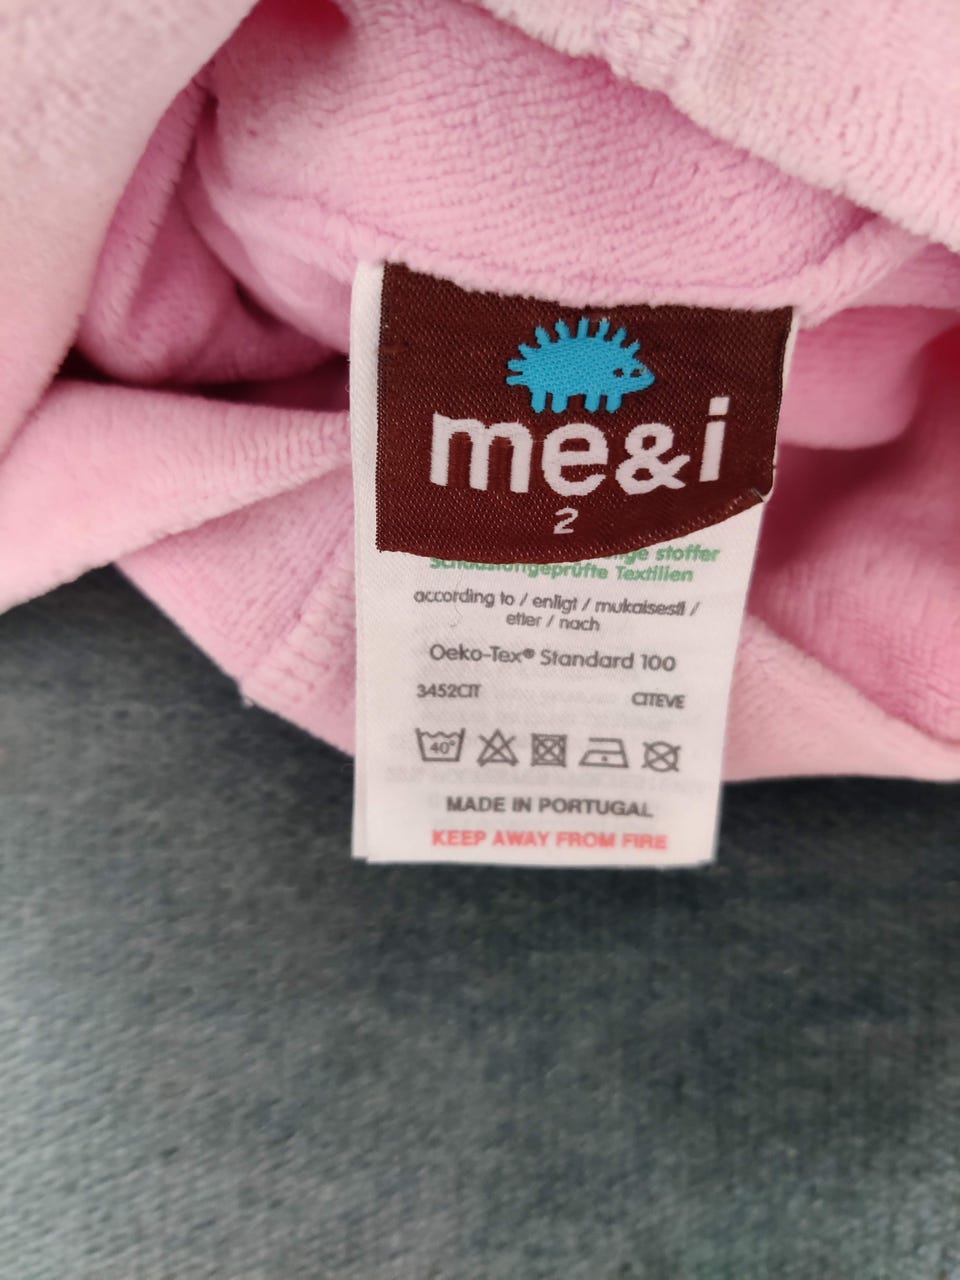 me&i
2
stoffer
Schadstoffgeprüfte Textilien
according to / enligt / mukaisesti /
etter / nach
Oeko-Tex® Standard 100
3452CIT CITEVE
40°
MADE IN PORTUGAL
KEEP AWAY FROM FIRE